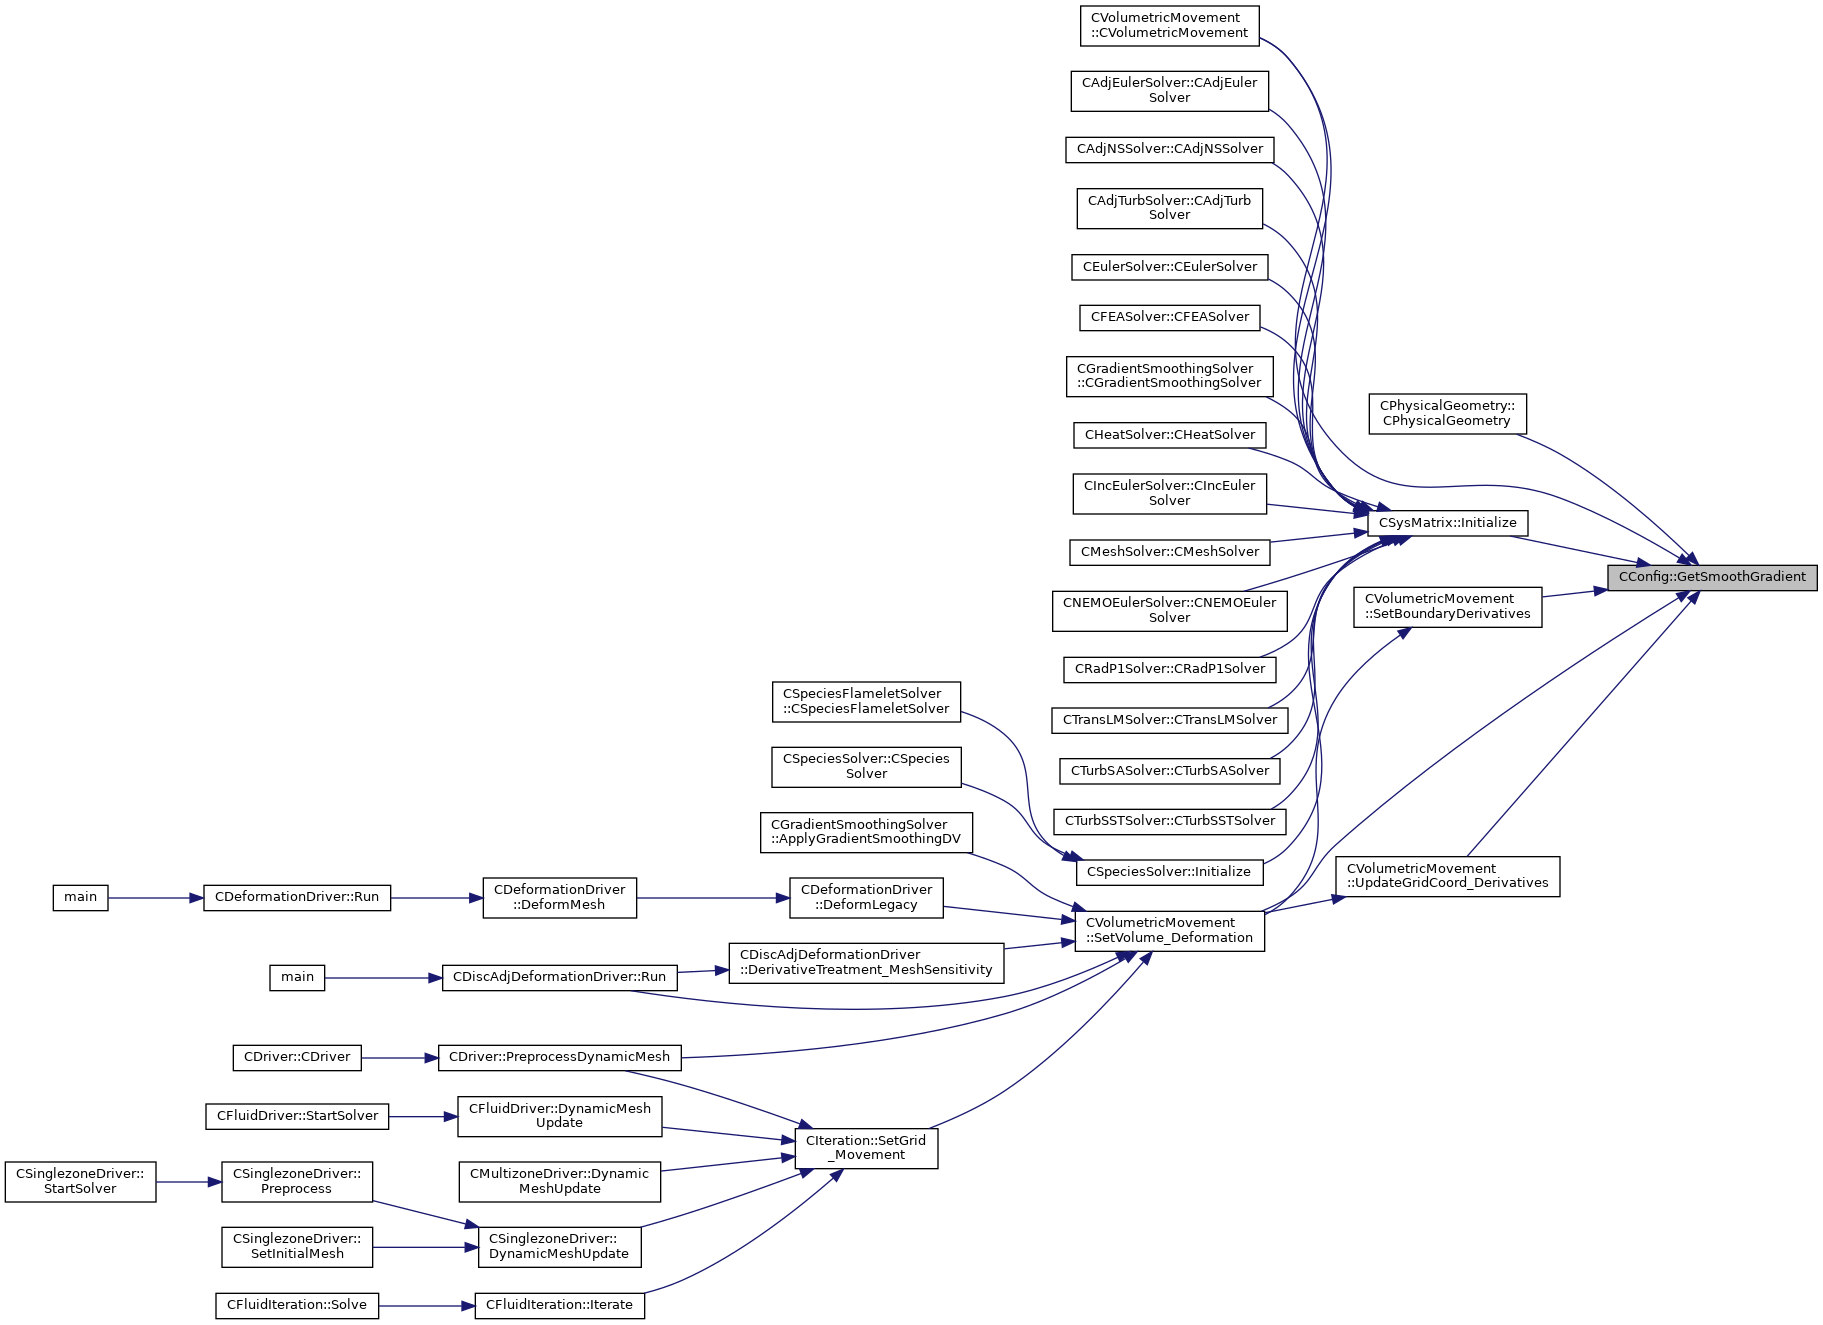 CVolumetricMovement
::CVolumetricMovement
CAdjEulerSolver::CAdjEuler
Solver
CAdjNSSolver::CAdjNSSolver
CAdjTurbSolver::CAdjTurb
Solver
CEulerSolver::CEulerSolver
CFEASolver::CFEASolver
CGradientSmoothingSolver
::CGradientSmoothingSolver
CHeatSolver::CHeatSolver
CIncEulerSolver::CIncEuler
Solver
CMeshSolver::CMeshSolver
CNEMOEulerSolver::CNEMOEuler
Solver
CRadP1Solver::CRadP1Solver
CTransLMSolver::CTransLMSolver
CTurbSASolver::CTurbSASolver
CTurbSSTSolver::CTurbSSTSolver
CSpeciesSolver::Initialize
CPhysicalGeometry::
CPhysicalGeometry
CSysMatrix::Initialize
CConfig::GetSmoothGradient
CVolumetricMovement
::SetBoundaryDerivatives
CVolumetricMovement
::UpdateGridCoord_Derivatives
CVolumetricMovement
::SetVolume_Deformation
CSpeciesFlameletSolver
::CSpeciesFlameletSolver
CSpeciesSolver::CSpecies
Solver
CGradientSmoothingSolver
::ApplyGradientSmoothingDV
CDeformationDriver
::DeformLegacy
CDeformationDriver
::DeformMesh
CDeformationDriver::Run
main
CDiscAdjDeformationDriver
::DerivativeTreatment_MeshSensitivity
CDiscAdjDeformationDriver::Run
main
CDriver::PreprocessDynamicMesh
CDriver::CDriver
CIteration::SetGrid
_Movement
CFluidDriver::DynamicMesh
Update
CFluidDriver::StartSolver
CMultizoneDriver::Dynamic
MeshUpdate
CSinglezoneDriver::
DynamicMeshUpdate
CSinglezoneDriver::
Preprocess
CSinglezoneDriver::
StartSolver
CSinglezoneDriver::
SetInitialMesh
CFluidIteration::Iterate
CFluidIteration::Solve